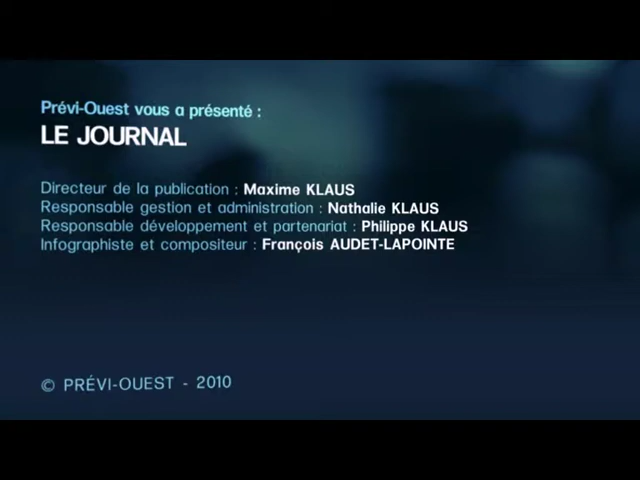 Prévi-Ouest vous a présenté :
LE JOURNAL
Directeur de la publication : Maxime KLAUS
Responsable gestion et administration : Nathalie KLAUS
Responsable développement et partenariat : Philippe KLAUS
Infographiste et compositeur : François AUDET-LAPOINTE
© PRÉVI-OUEST - 2010